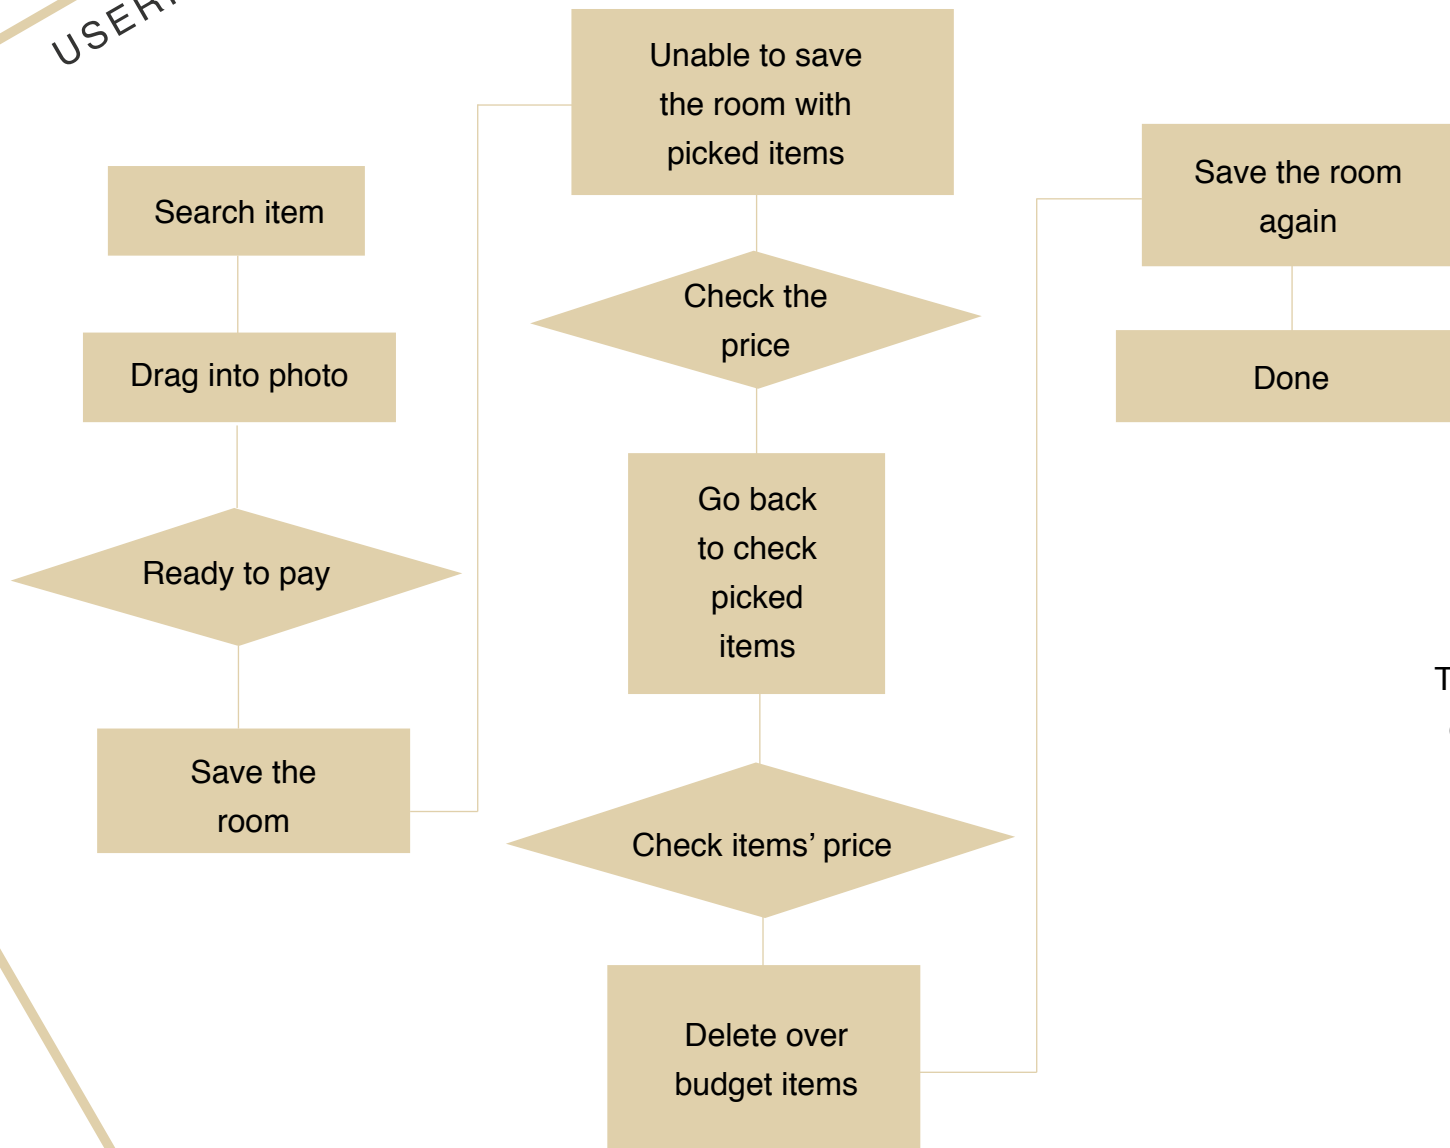 Search item
Drag into photo
Ready to pay
Save the
room
Unable to save
the room with
picked items
Check the
price
Go back
to check
picked
items
Check items’ price
Delete over
budget items
Save the room
again
Done